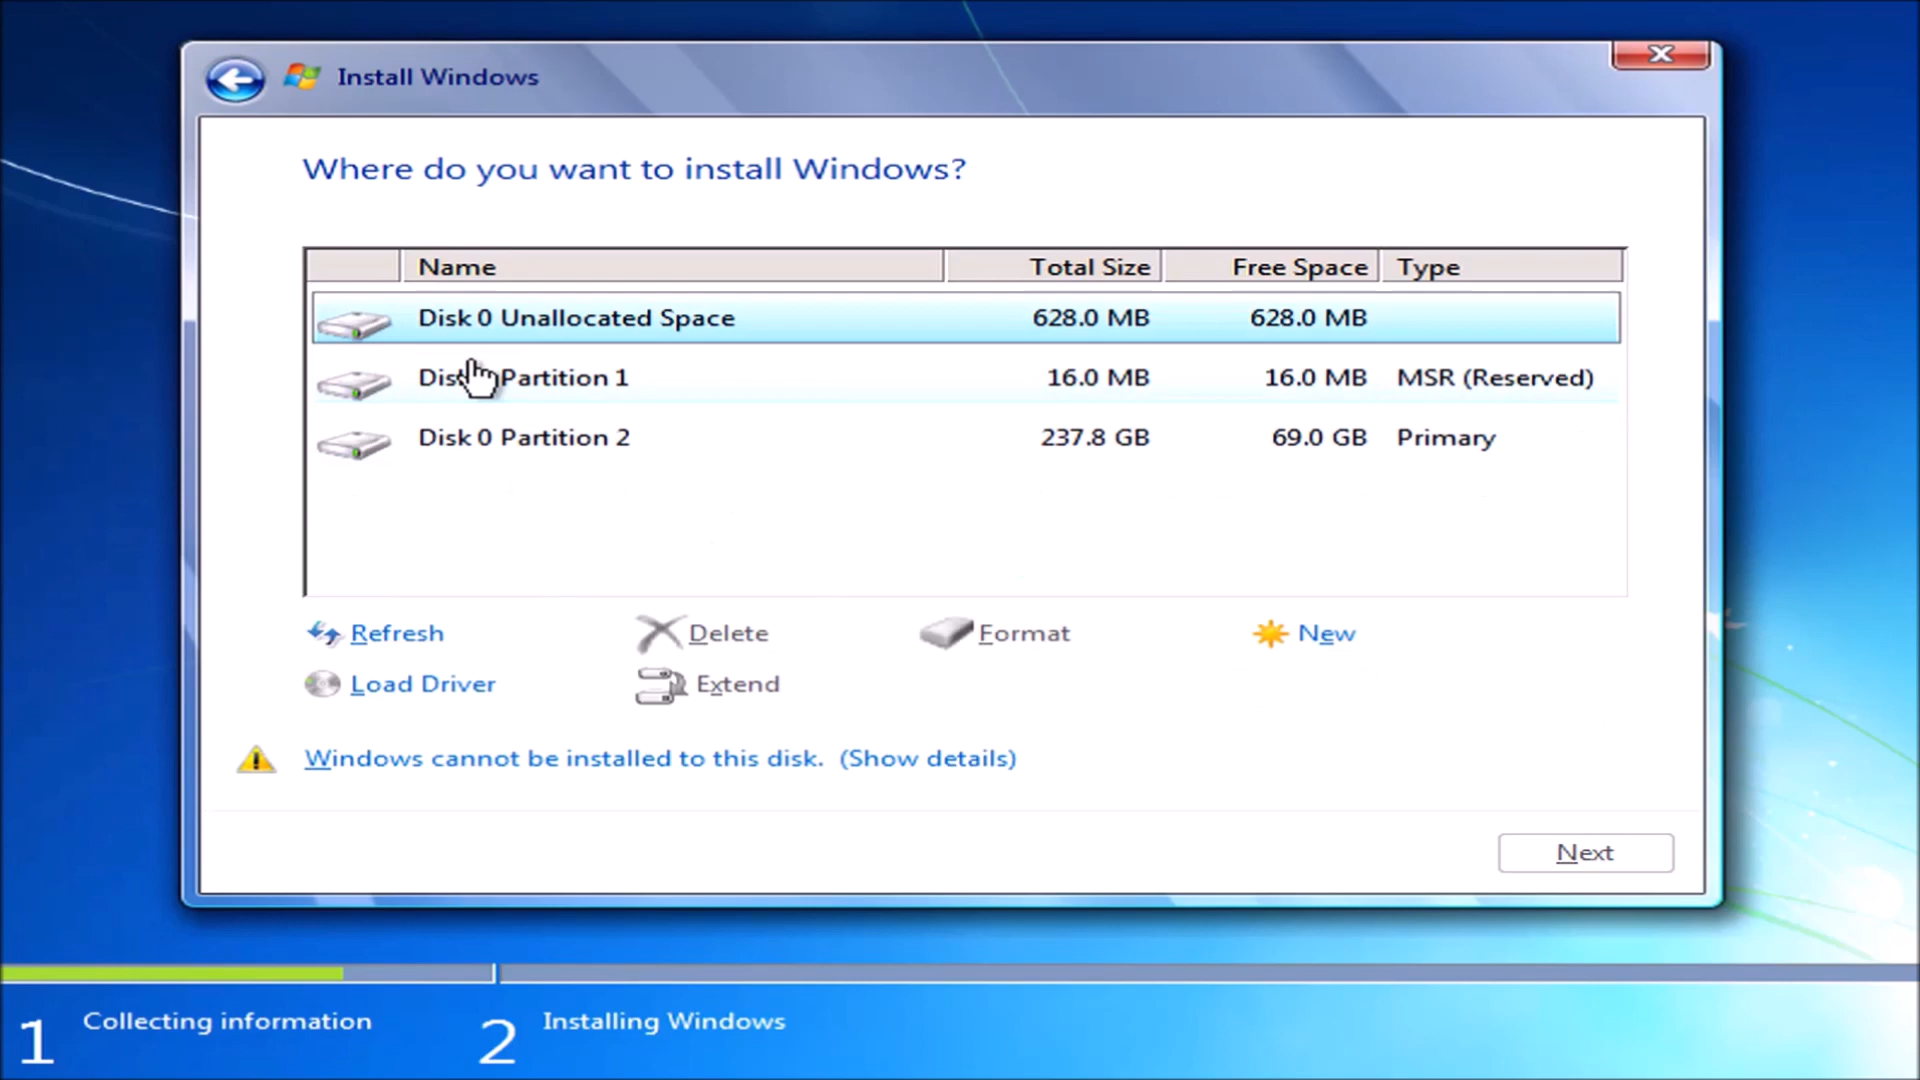 Install Windows
Where do you want to install Windows?
Name Total Size Free Space Type
Disk 0 Unallocated Space 628.0 MB 628.0 MB
Disk Partition 1 16.0 MB 16.0 MB MSR (Reserved)
Disk 0 Partition 2 237.8 GB 69.0 GB Primary
Refresh Delete Format New
Load Driver Extend
Windows cannot be installed to this disk. (Show details)
Next
1 Collecting information 2 Installing Windows